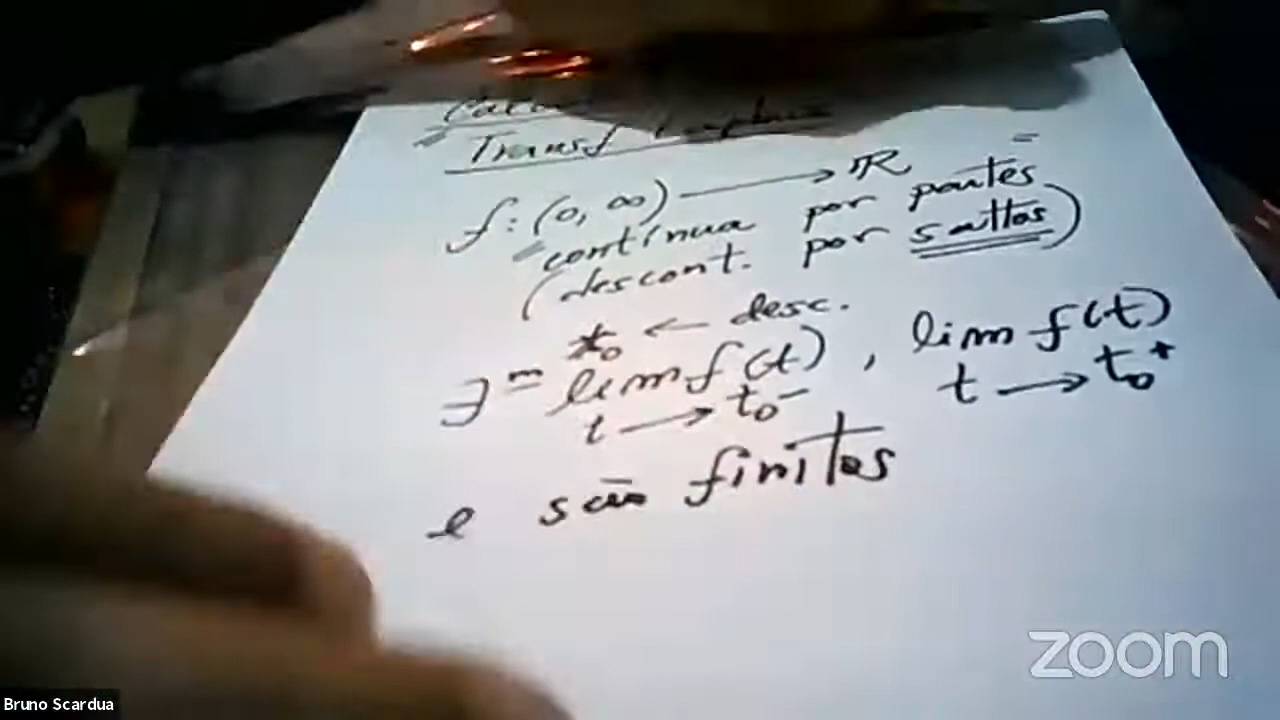 Transf
f: (0, ∞) → ℝ
contínua por partes
(descont. por saltos)
t₀ ← desc.
∃ᵐ lim f(t) , lim f(t)
t → t₀⁻ t → t₀⁺
e são finitos
zoom
Bruno Scardua